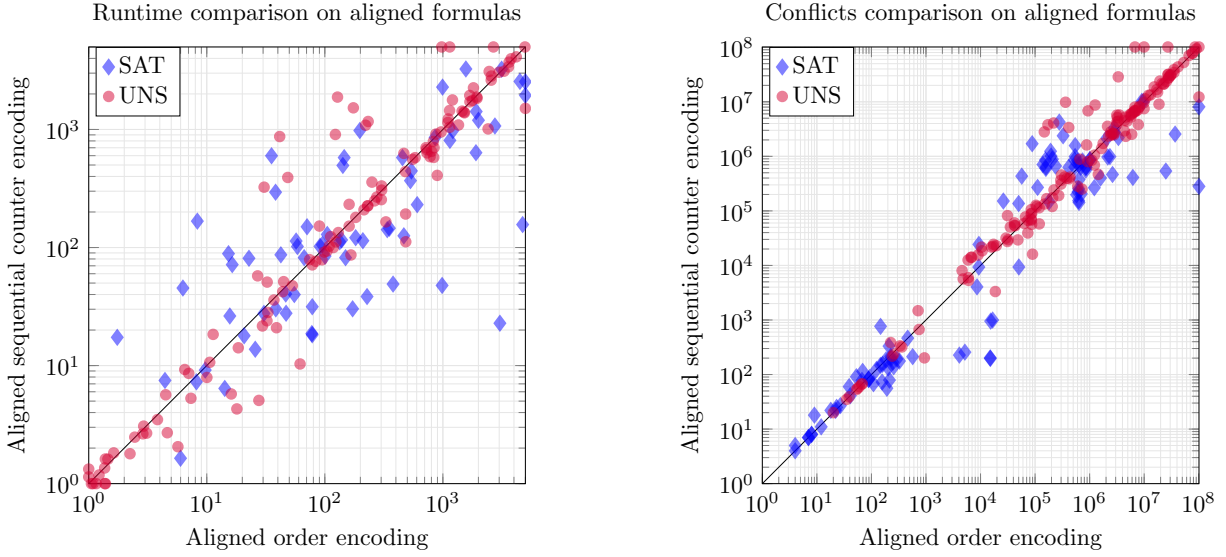 Runtime comparison on aligned formulas
Aligned sequential counter encoding
10^3
10^2
10^1
10^0
SAT
UNS
10^0 10^1 10^2 10^3
Aligned order encoding
Conflicts comparison on aligned formulas
Aligned sequential counter encoding
10^8
10^7
10^6
10^5
10^4
10^3
10^2
10^1
10^0
SAT
UNS
10^0 10^1 10^2 10^3 10^4 10^5 10^6 10^7 10^8
Aligned order encoding